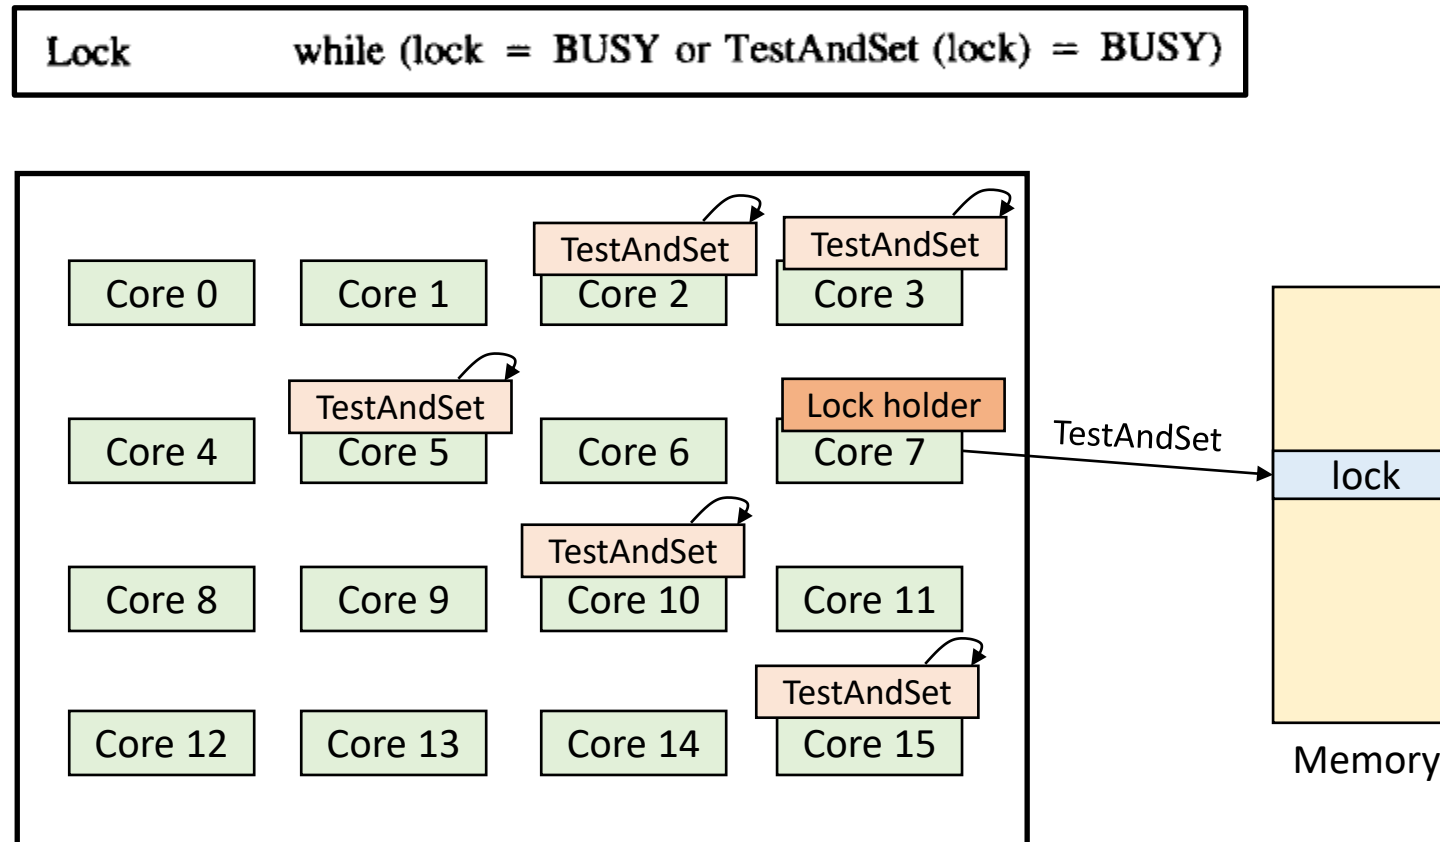 Lock while (lock = BUSY or TestAndSet (lock) = BUSY)
TestAndSet TestAndSet
Core 0 Core 1 Core 2 Core 3
TestAndSet Lock holder
Core 4 Core 5 Core 6 Core 7
TestAndSet
lock
TestAndSet
Core 8 Core 9 Core 10 Core 11
TestAndSet
Core 12 Core 13 Core 14 Core 15
Memory